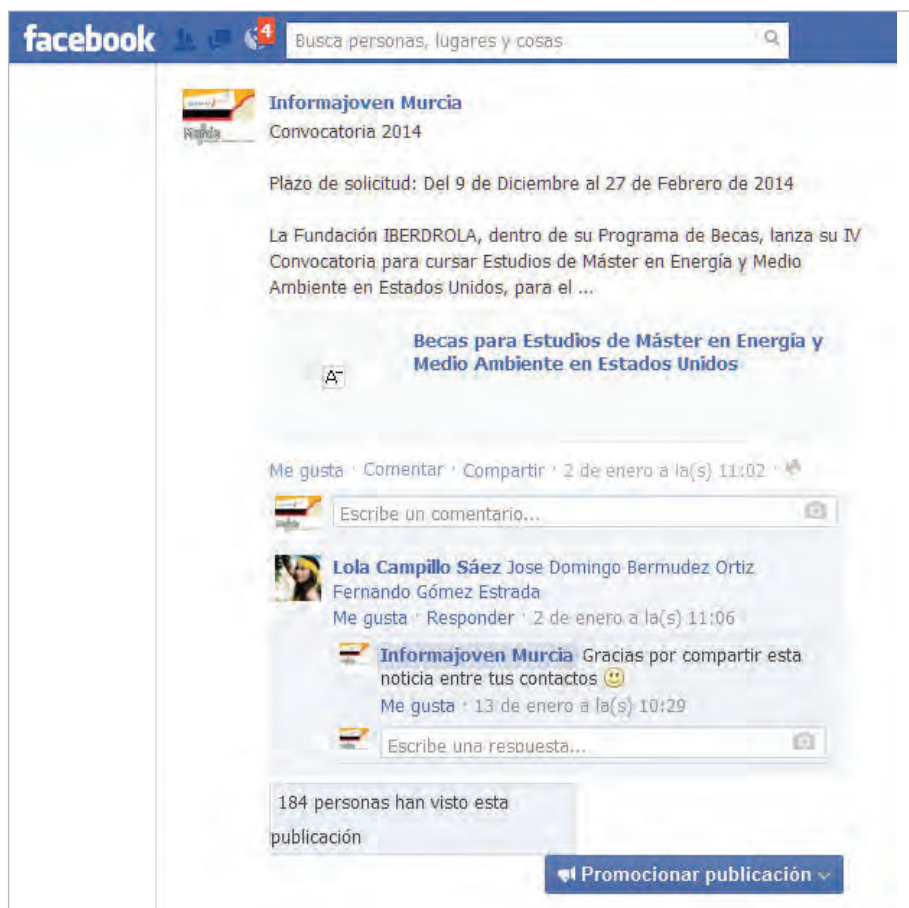 facebook 4 Busca personas, lugares y cosas
Informajoven Murcia
Convocatoria 2014
Plazo de solicitud: Del 9 de Diciembre al 27 de Febrero de 2014
La Fundación IBERDROLA, dentro de su Programa de Becas, lanza su IV
Convocatoria para cursar Estudios de Máster en Energía y Medio
Ambiente en Estados Unidos, para el ...
Becas para Estudios de Máster en Energía y
Medio Ambiente en Estados Unidos
A
Me gusta · Comentar · Compartir · 2 de enero a la(s) 11:02 ·
Escribe un comentario...
Lola Campillo Sáez Jose Domingo Bermudez Ortiz
Fernando Gómez Estrada
Me gusta · Responder · 2 de enero a la(s) 11:06
Informajoven Murcia Gracias por compartir esta
noticia entre tus contactos
Me gusta · 13 de enero a la(s) 10:29
Escribe una respuesta...
184 personas han visto esta
publicación
Promocionar publicación